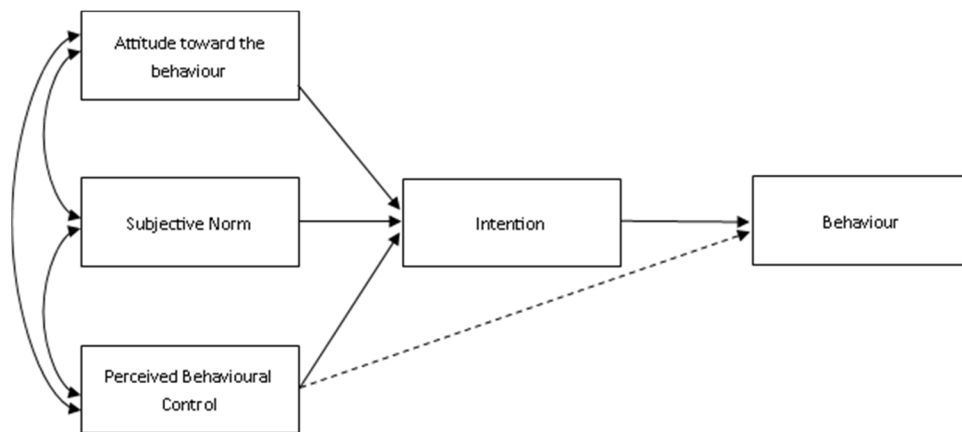 Attitude toward the
behaviour
Subjective Norm
Intention
Behaviour
Perceived Behavioural
Control